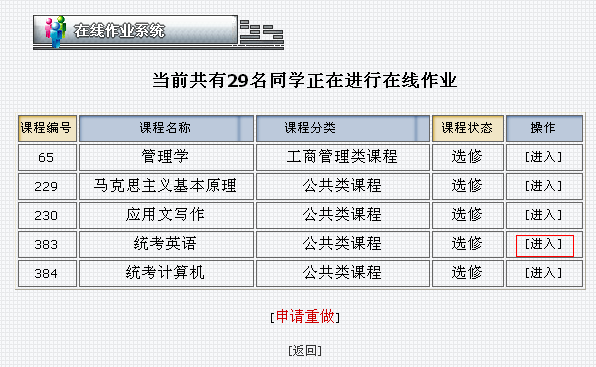 在线作业系统
当前共有29名同学正在进行在线作业
课程编号 课程名称 课程分类 课程状态 操作
65 管理学 工商管理类课程 选修 [进入]
229 马克思主义基本原理 公共类课程 选修 [进入]
230 应用文写作 公共类课程 选修 [进入]
383 统考英语 公共类课程 选修 [进入]
384 统考计算机 公共类课程 选修 [进入]
[申请重做]
[返回]